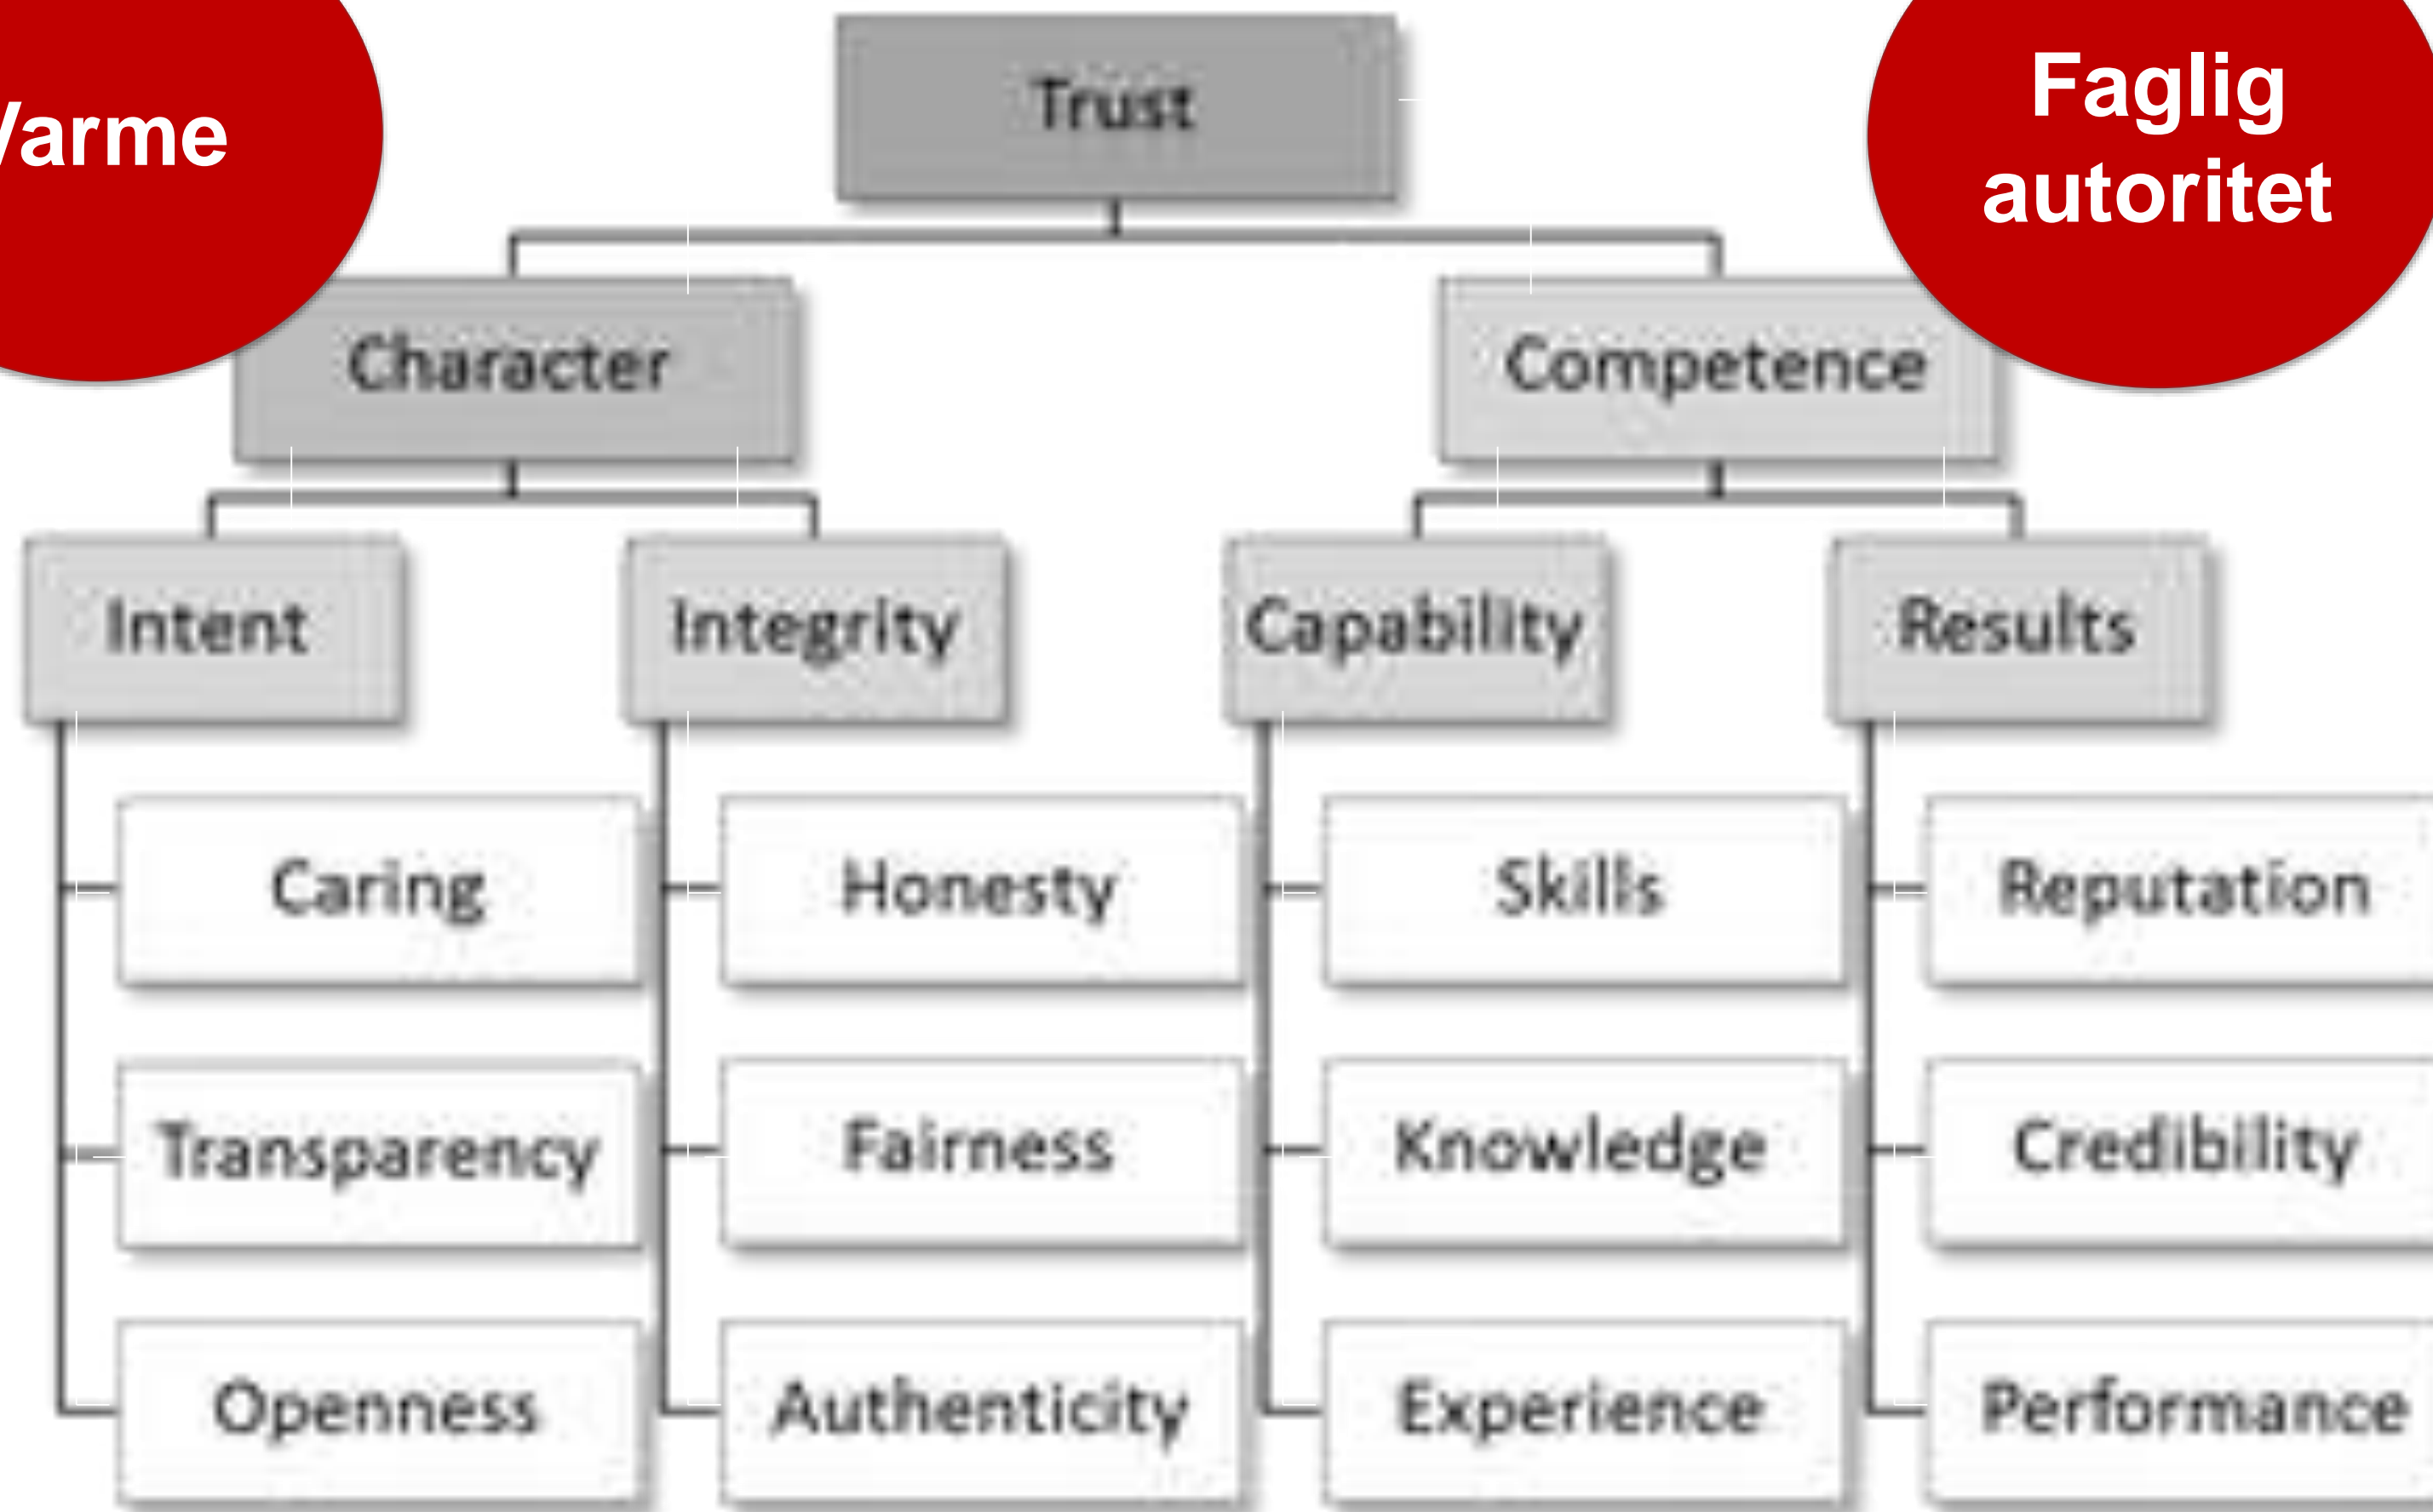 Varme
Trust
Faglig
autoritet
Character
Competence
Intent
Integrity
Capability
Results
Caring
Honesty
Skills
Reputation
Transparency
Fairness
Knowledge
Credibility
Openness
Authenticity
Experience
Performance